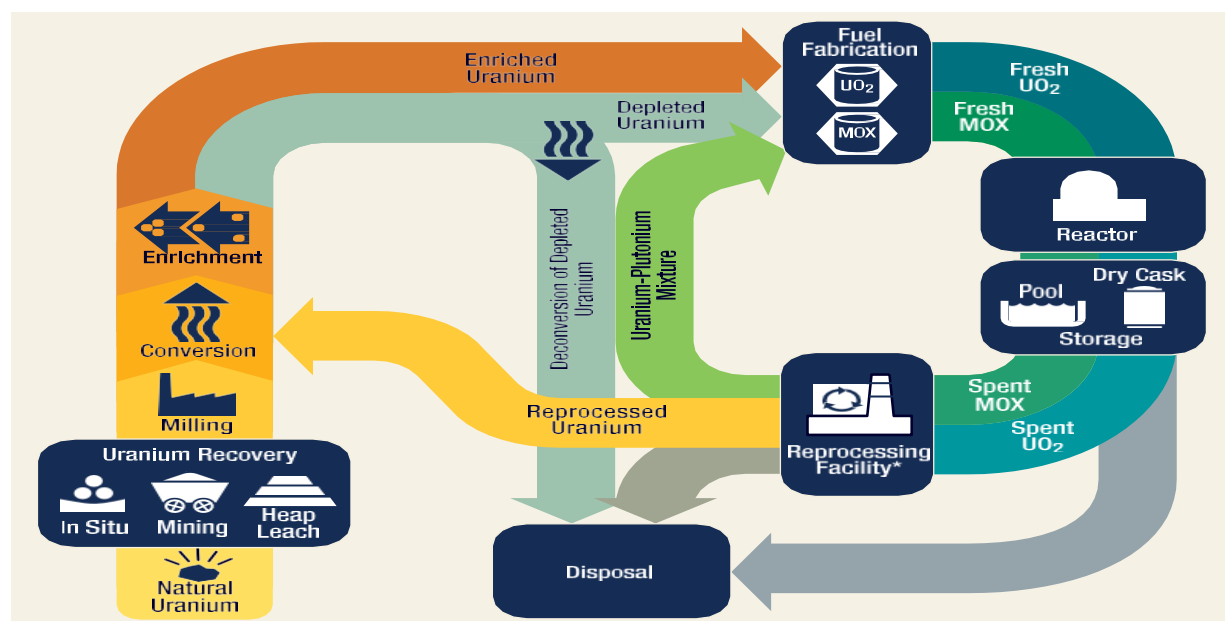 Enriched
Uranium
Depleted
Uranium
Fuel
Fabrication
UO₂
MOX
Fresh
UO₂
Fresh
MOX
Reactor
Pool
Dry Cask
Storage
Spent
MOX
Spent
UO₂
Reprocessing
Facility*
Uranium-Plutonium
Mixture
Deconversion of Depleted
Uranium
Reprocessed
Uranium
Disposal
Enrichment
Conversion
Milling
Uranium Recovery
In Situ
Mining
Heap
Leach
Natural
Uranium